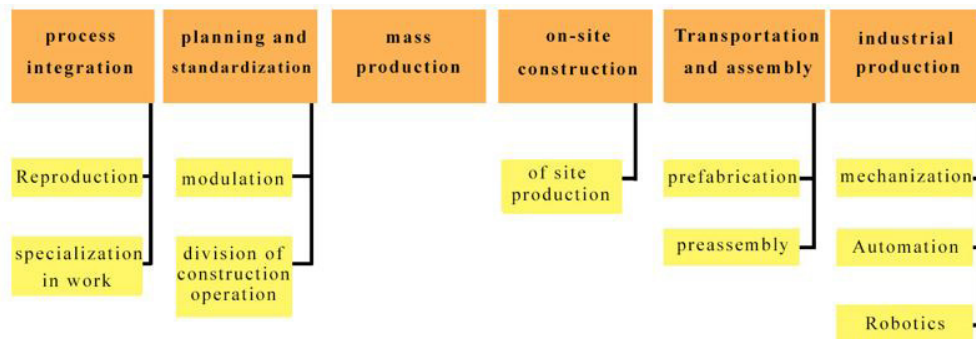 process
integration
planning and
standardization
mass
production
on-site
construction
Transportation
and assembly
industrial
production
Reproduction
modulation
of site
production
prefabrication
mechanization
specialization
in work
division of
construction
operation
preassembly
Automation
Robotics